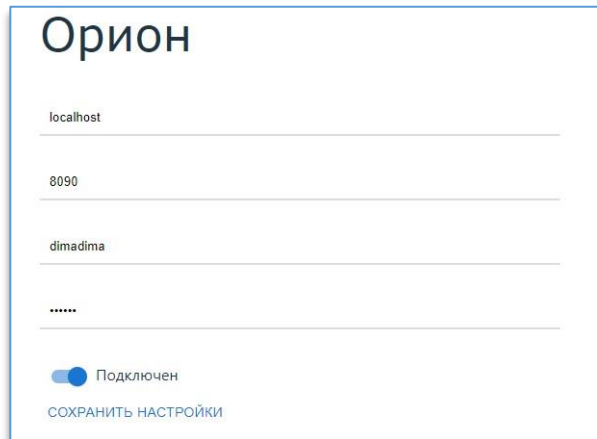 Орион
localhost
8090
dimadima
••••••
Подключен
СОХРАНИТЬ НАСТРОЙКИ